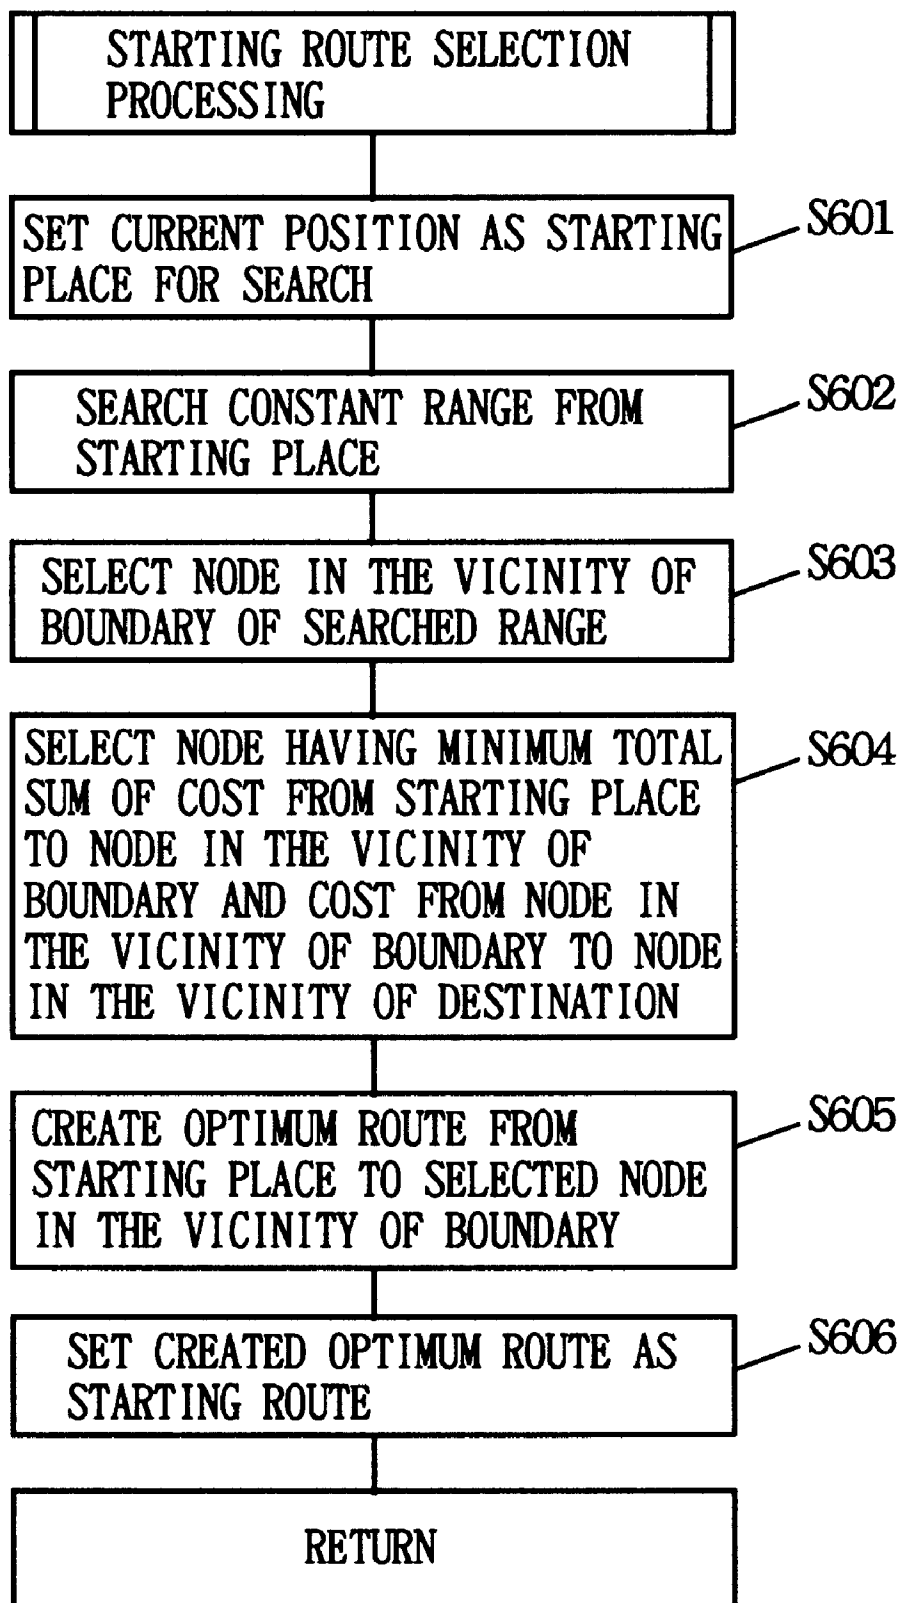 STARTING ROUTE SELECTION
PROCESSING
SET CURRENT POSITION AS STARTING
PLACE FOR SEARCH
S601
SEARCH CONSTANT RANGE FROM
STARTING PLACE
S602
SELECT NODE IN THE VICINITY OF
BOUNDARY OF SEARCHED RANGE
S603
SELECT NODE HAVING MINIMUM TOTAL
SUM OF COST FROM STARTING PLACE
TO NODE IN THE VICINITY OF
BOUNDARY AND COST FROM NODE IN
THE VICINITY OF BOUNDARY TO NODE
IN THE VICINITY OF DESTINATION
S604
CREATE OPTIMUM ROUTE FROM
STARTING PLACE TO SELECTED NODE
IN THE VICINITY OF BOUNDARY
S605
SET CREATED OPTIMUM ROUTE AS
STARTING ROUTE
S606
RETURN